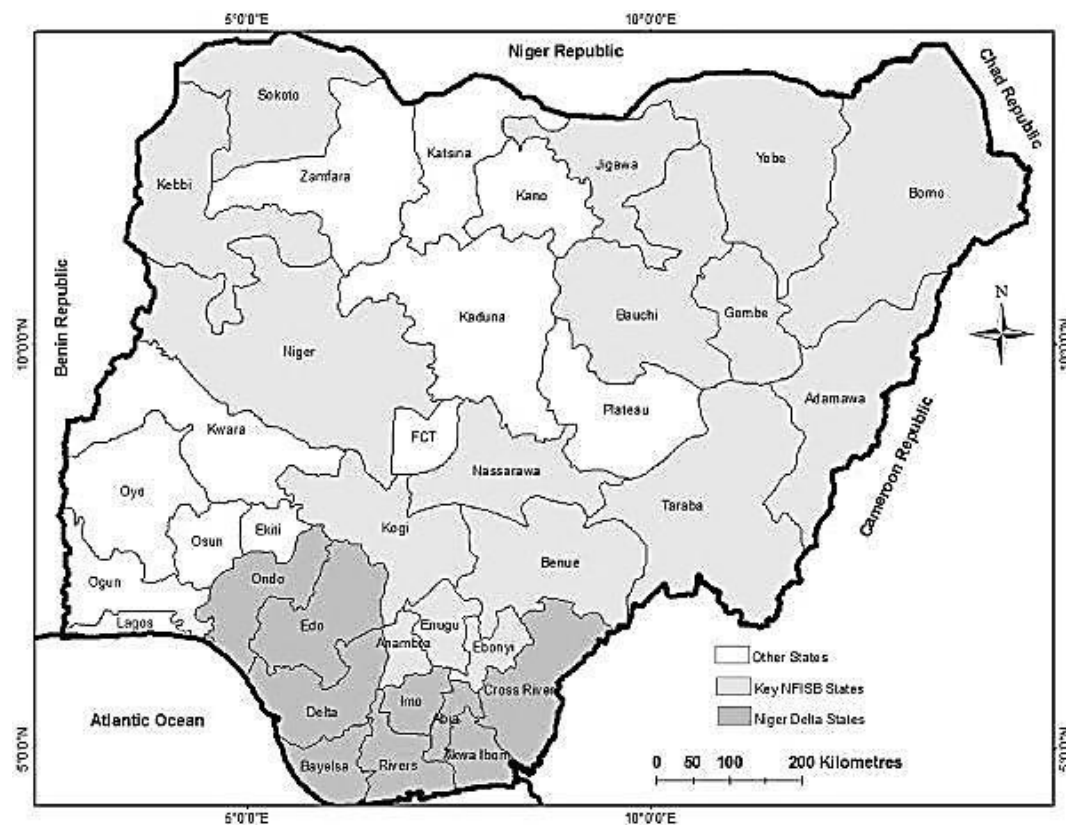 5°0'0"E
10°0'0"E
Niger Republic
Chad Republic
Sokoto
Katsina
Yobe
Jigawa
Zamfara
Kebbi
Kano
Borno
Benin Republic
N
Kaduna
Bauchi
Gombe
Niger
10°0'0"N
Adamawa
Plateau
Kwara
FCT
Nassarawa
Cameroon Republic
Oyo
Taraba
Kogi
Ekiti
Osun
Benue
Ondo
Ogun
Lagos
Edo
Enugu
Anambra
Ebonyi
Other States
Cross River
Key NFISB States
Imo
Delta
Abia
Niger Delta States
Atlantic Ocean
5°0'0"N
5°0'0"N
Akwa Ibom
Bayelsa
Rivers
0 50 100 200 Kilometres
5°0'0"E
10°0'0"E